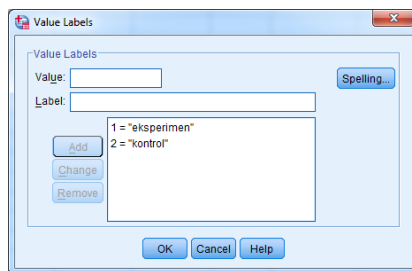 Value Labels
Value Labels
Value:
Spelling...
Label:
Add
1 = "eksperimen"
2 = "kontrol"
Change
Remove
OK Cancel Help